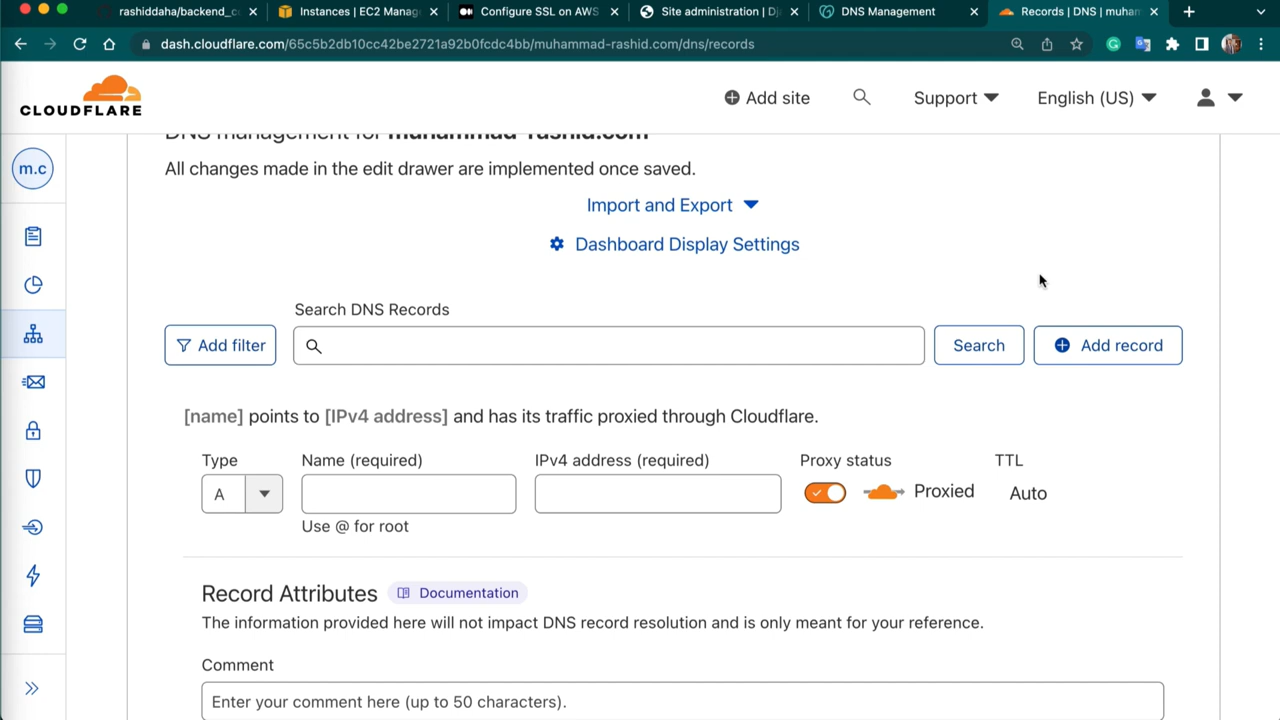 rashiddaha/backend_c
Instances | EC2 Manag
Configure SSL on AWS
Site administration | Dj
DNS Management
Records | DNS | muham
dash.cloudflare.com/65c5b2db10cc42be2721a92b0fcdc4bb/muhammad-rashid.com/dns/records
CLOUDFLARE
Add site
Support
English (US)
m.c
DNS management for muhammad-rashid.com
All changes made in the edit drawer are implemented once saved.
Import and Export
Dashboard Display Settings
Search DNS Records
Add filter
Search
Add record
[name] points to [IPv4 address] and has its traffic proxied through Cloudflare.
Type
Name (required)
IPv4 address (required)
Proxy status
TTL
A
Proxied
Auto
Use @ for root
Record Attributes
Documentation
The information provided here will not impact DNS record resolution and is only meant for your reference.
Comment
Enter your comment here (up to 50 characters).